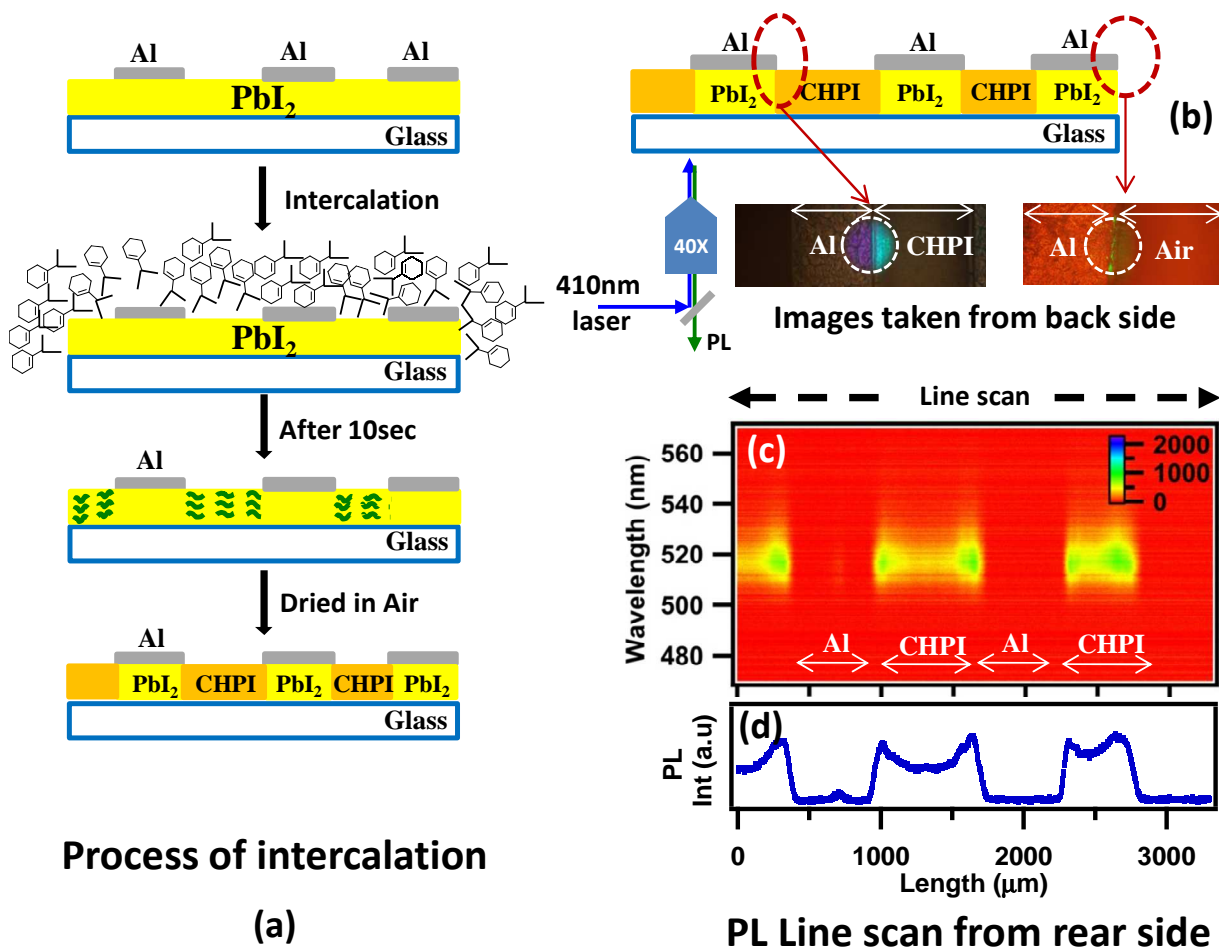 Al Al Al
PbI2
Glass
Intercalation
PbI2
Glass
After 10sec
Al
Glass
Dried in Air
Al
PbI2 CHPI PbI2 CHPI PbI2
Glass
Process of intercalation
(a)
Al Al Al
PbI2 CHPI PbI2 CHPI PbI2
Glass
(b)
40X
410nm
laser
PL
Al CHPI
Al Air
Images taken from back side
Line scan
(c)
2000
1000
0
Wavelength (nm)
560
540
520
500
480
Al CHPI Al CHPI
(d)
PL
Int (a.u)
0 1000 2000 3000
Length (μm)
PL Line scan from rear side